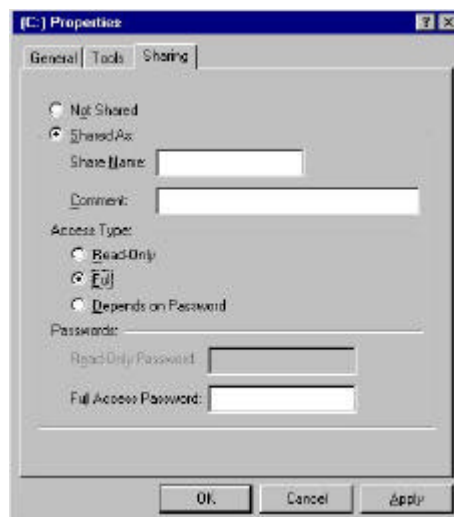 (C:) Properties
General Tools Sharing
Not Shared
Shared As:
Share Name:
Comment:
Access Type:
Read-Only
Full
Depends on Password
Passwords:
Read-Only Password:
Full Access Password:
OK Cancel Apply